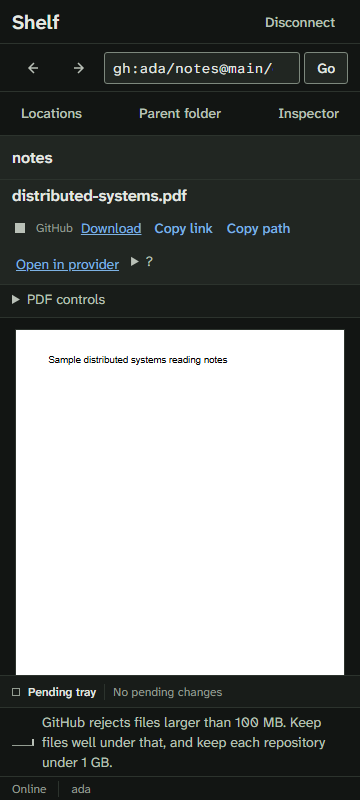 Shelf
Disconnect
gh:ada/notes@main/
Go
Locations
Parent folder
Inspector
notes
distributed-systems.pdf
GitHub
Download
Copy link
Copy path
Open in provider
?
PDF controls
Sample distributed systems reading notes
Pending tray
No pending changes
GitHub rejects files larger than 100 MB. Keep
files well under that, and keep each repository
under 1 GB.
Online
ada